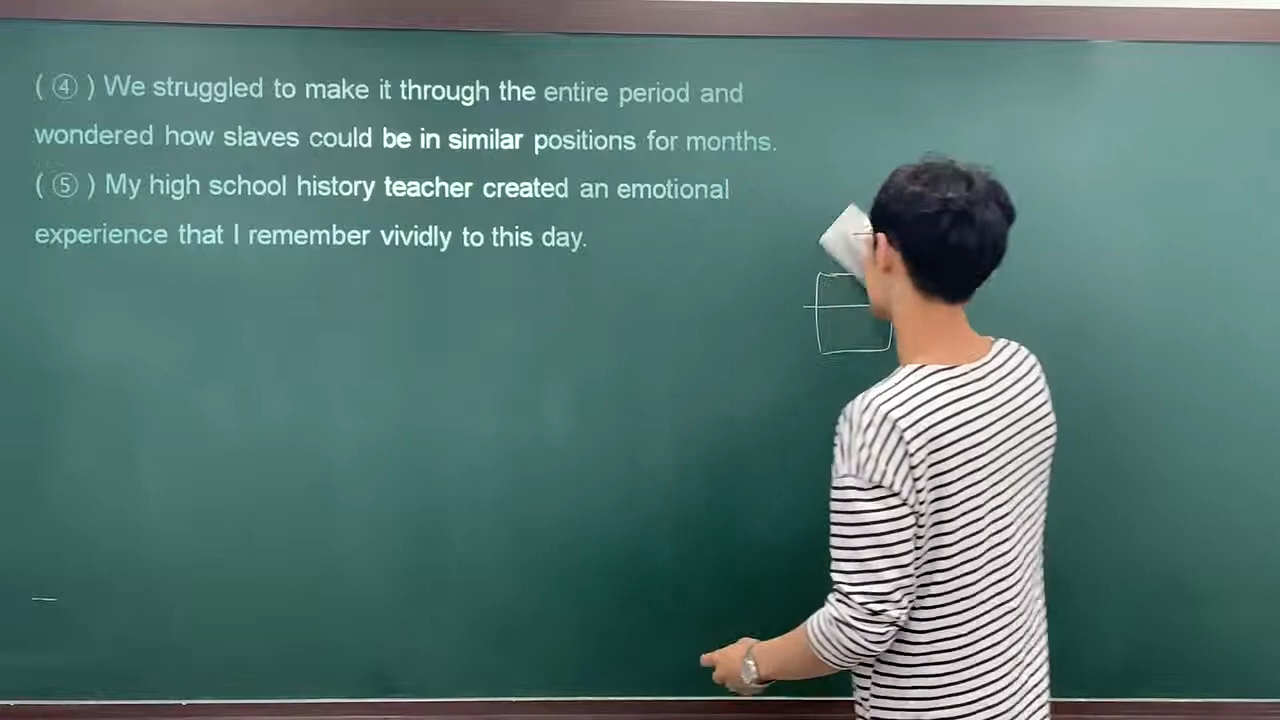 ( ④ ) We struggled to make it through the entire period and
wondered how slaves could be in similar positions for months.
( ⑤ ) My high school history teacher created an emotional
experience that I remember vividly to this day.